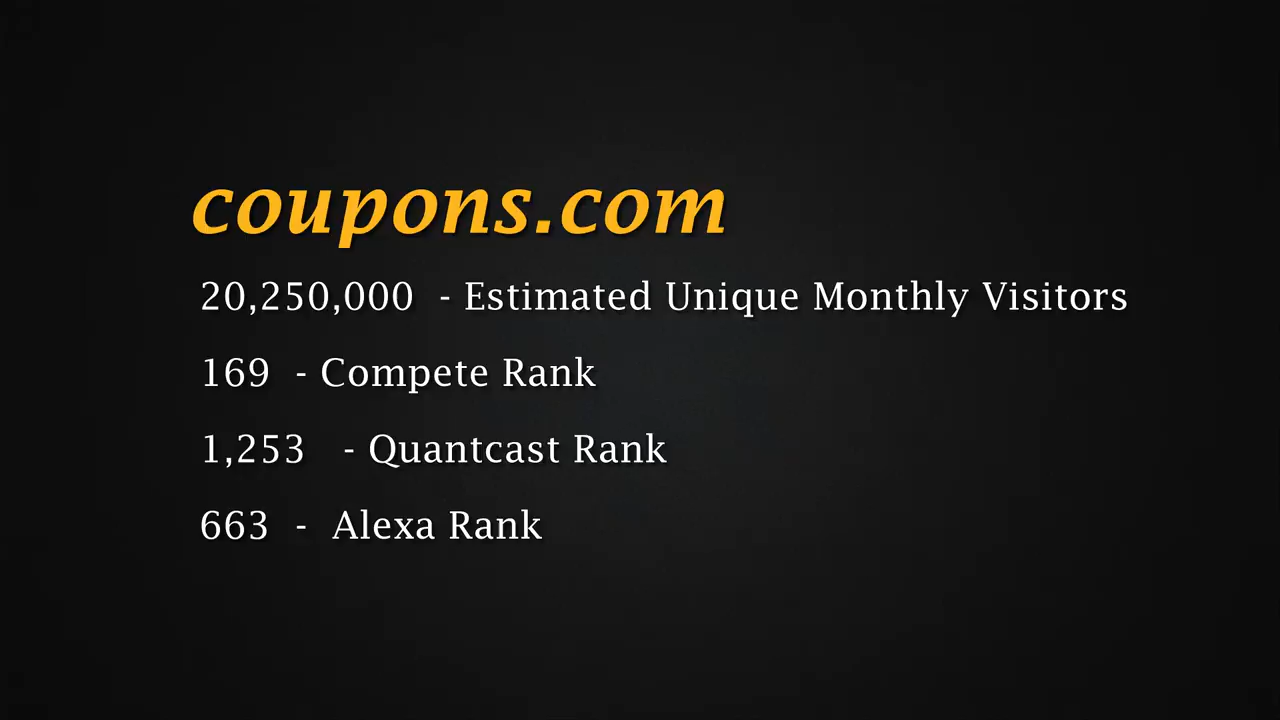 coupons.com
20,250,000 - Estimated Unique Monthly Visitors
169 - Compete Rank
1,253 - Quantcast Rank
663 - Alexa Rank